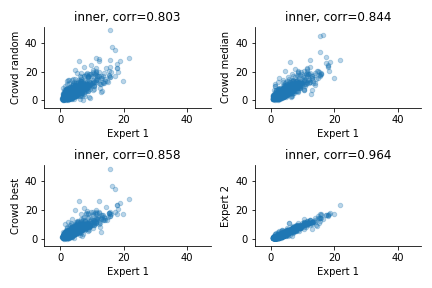 inner, corr=0.803
Crowd random
40
20
0
0
20
40
Expert 1
inner, corr=0.844
Crowd median
40
20
0
0
20
40
Expert 1
inner, corr=0.858
Crowd best
40
20
0
0
20
40
Expert 1
inner, corr=0.964
Expert 2
40
20
0
0
20
40
Expert 1